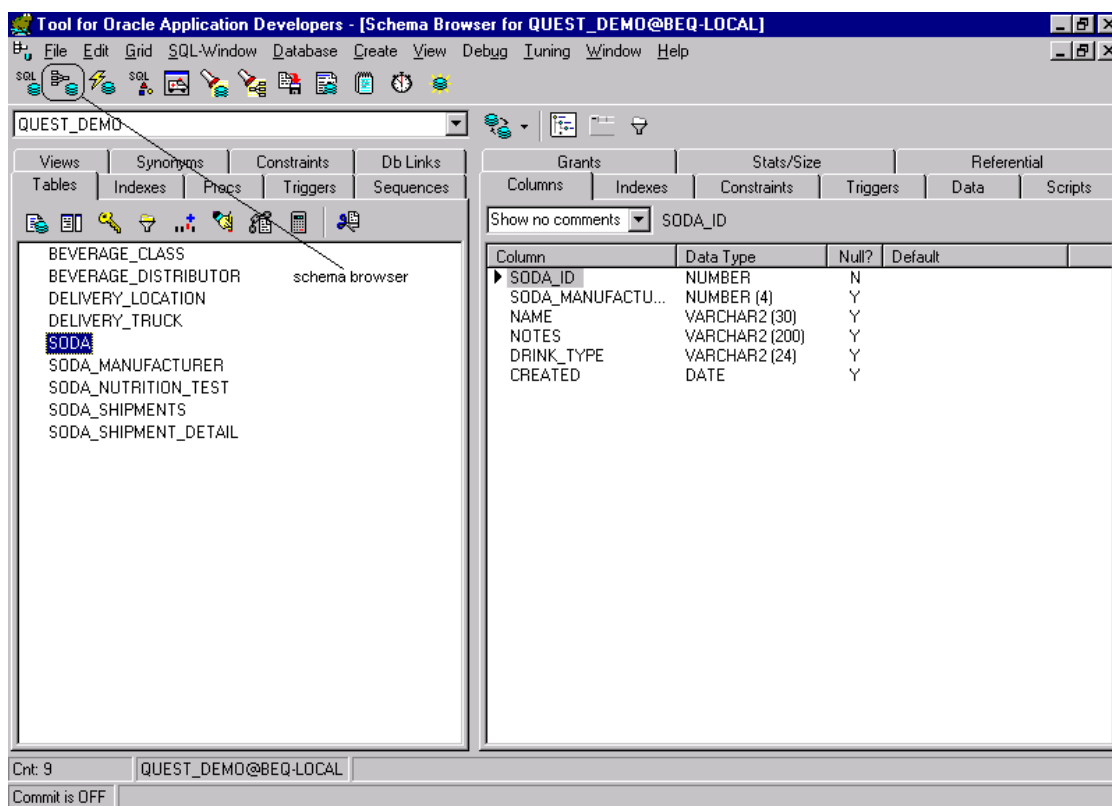 Tool for Oracle Application Developers - [Schema Browser for QUEST_DEMO@BEQ-LOCAL]
File Edit Grid SQL-Window Database Create View Debug Tuning Window Help
SQL SQL
QUEST_DEMO
Views Synonyms Constraints Db Links
Tables Indexes Procs Triggers Sequences
BEVERAGE_CLASS
BEVERAGE_DISTRIBUTOR
DELIVERY_LOCATION
DELIVERY_TRUCK
SODA
SODA_MANUFACTURER
SODA_NUTRITION_TEST
SODA_SHIPMENTS
SODA_SHIPMENT_DETAIL
schema browser
Grants Stats/Size Referential
Columns Indexes Constraints Triggers Data Scripts
Show no comments SODA_ID
Column Data Type Null? Default
SODA_ID NUMBER N
SODA_MANUFACTU... NUMBER (4) Y
NAME VARCHAR2 (30) Y
NOTES VARCHAR2 (200) Y
DRINK_TYPE VARCHAR2 (24) Y
CREATED DATE Y
Cnt: 9 QUEST_DEMO@BEQ-LOCAL
Commit is OFF